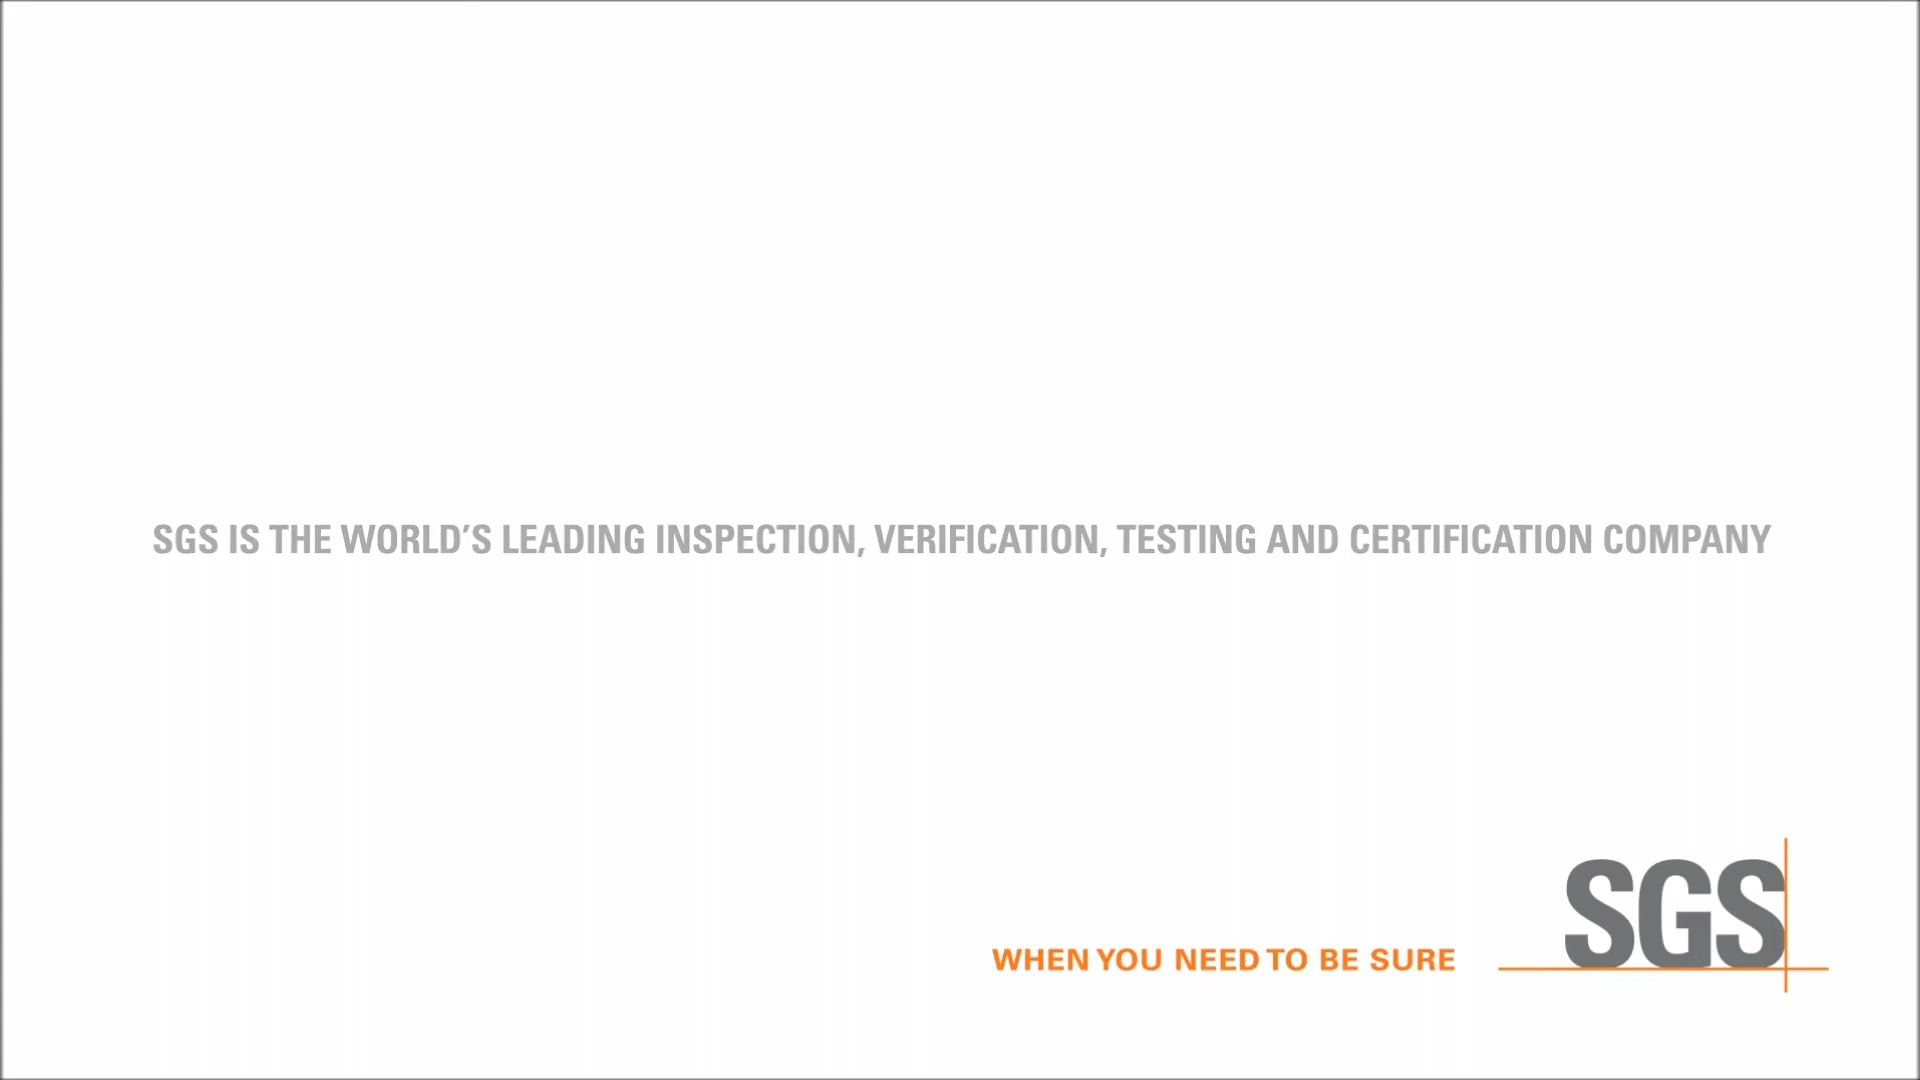 SGS IS THE WORLD’S LEADING INSPECTION, VERIFICATION, TESTING AND CERTIFICATION COMPANY
WHEN YOU NEED TO BE SURE
SGS